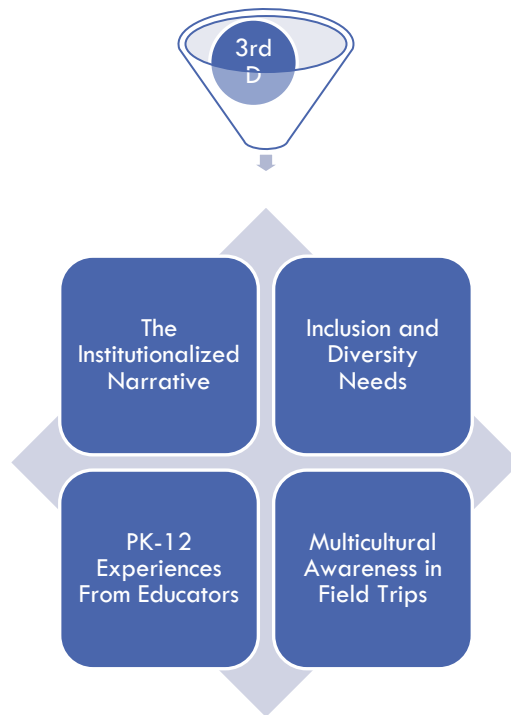 3rd
D
The
Institutionalized
Narrative
Inclusion and
Diversity
Needs
PK-12
Experiences
From Educators
Multicultural
Awareness in
Field Trips